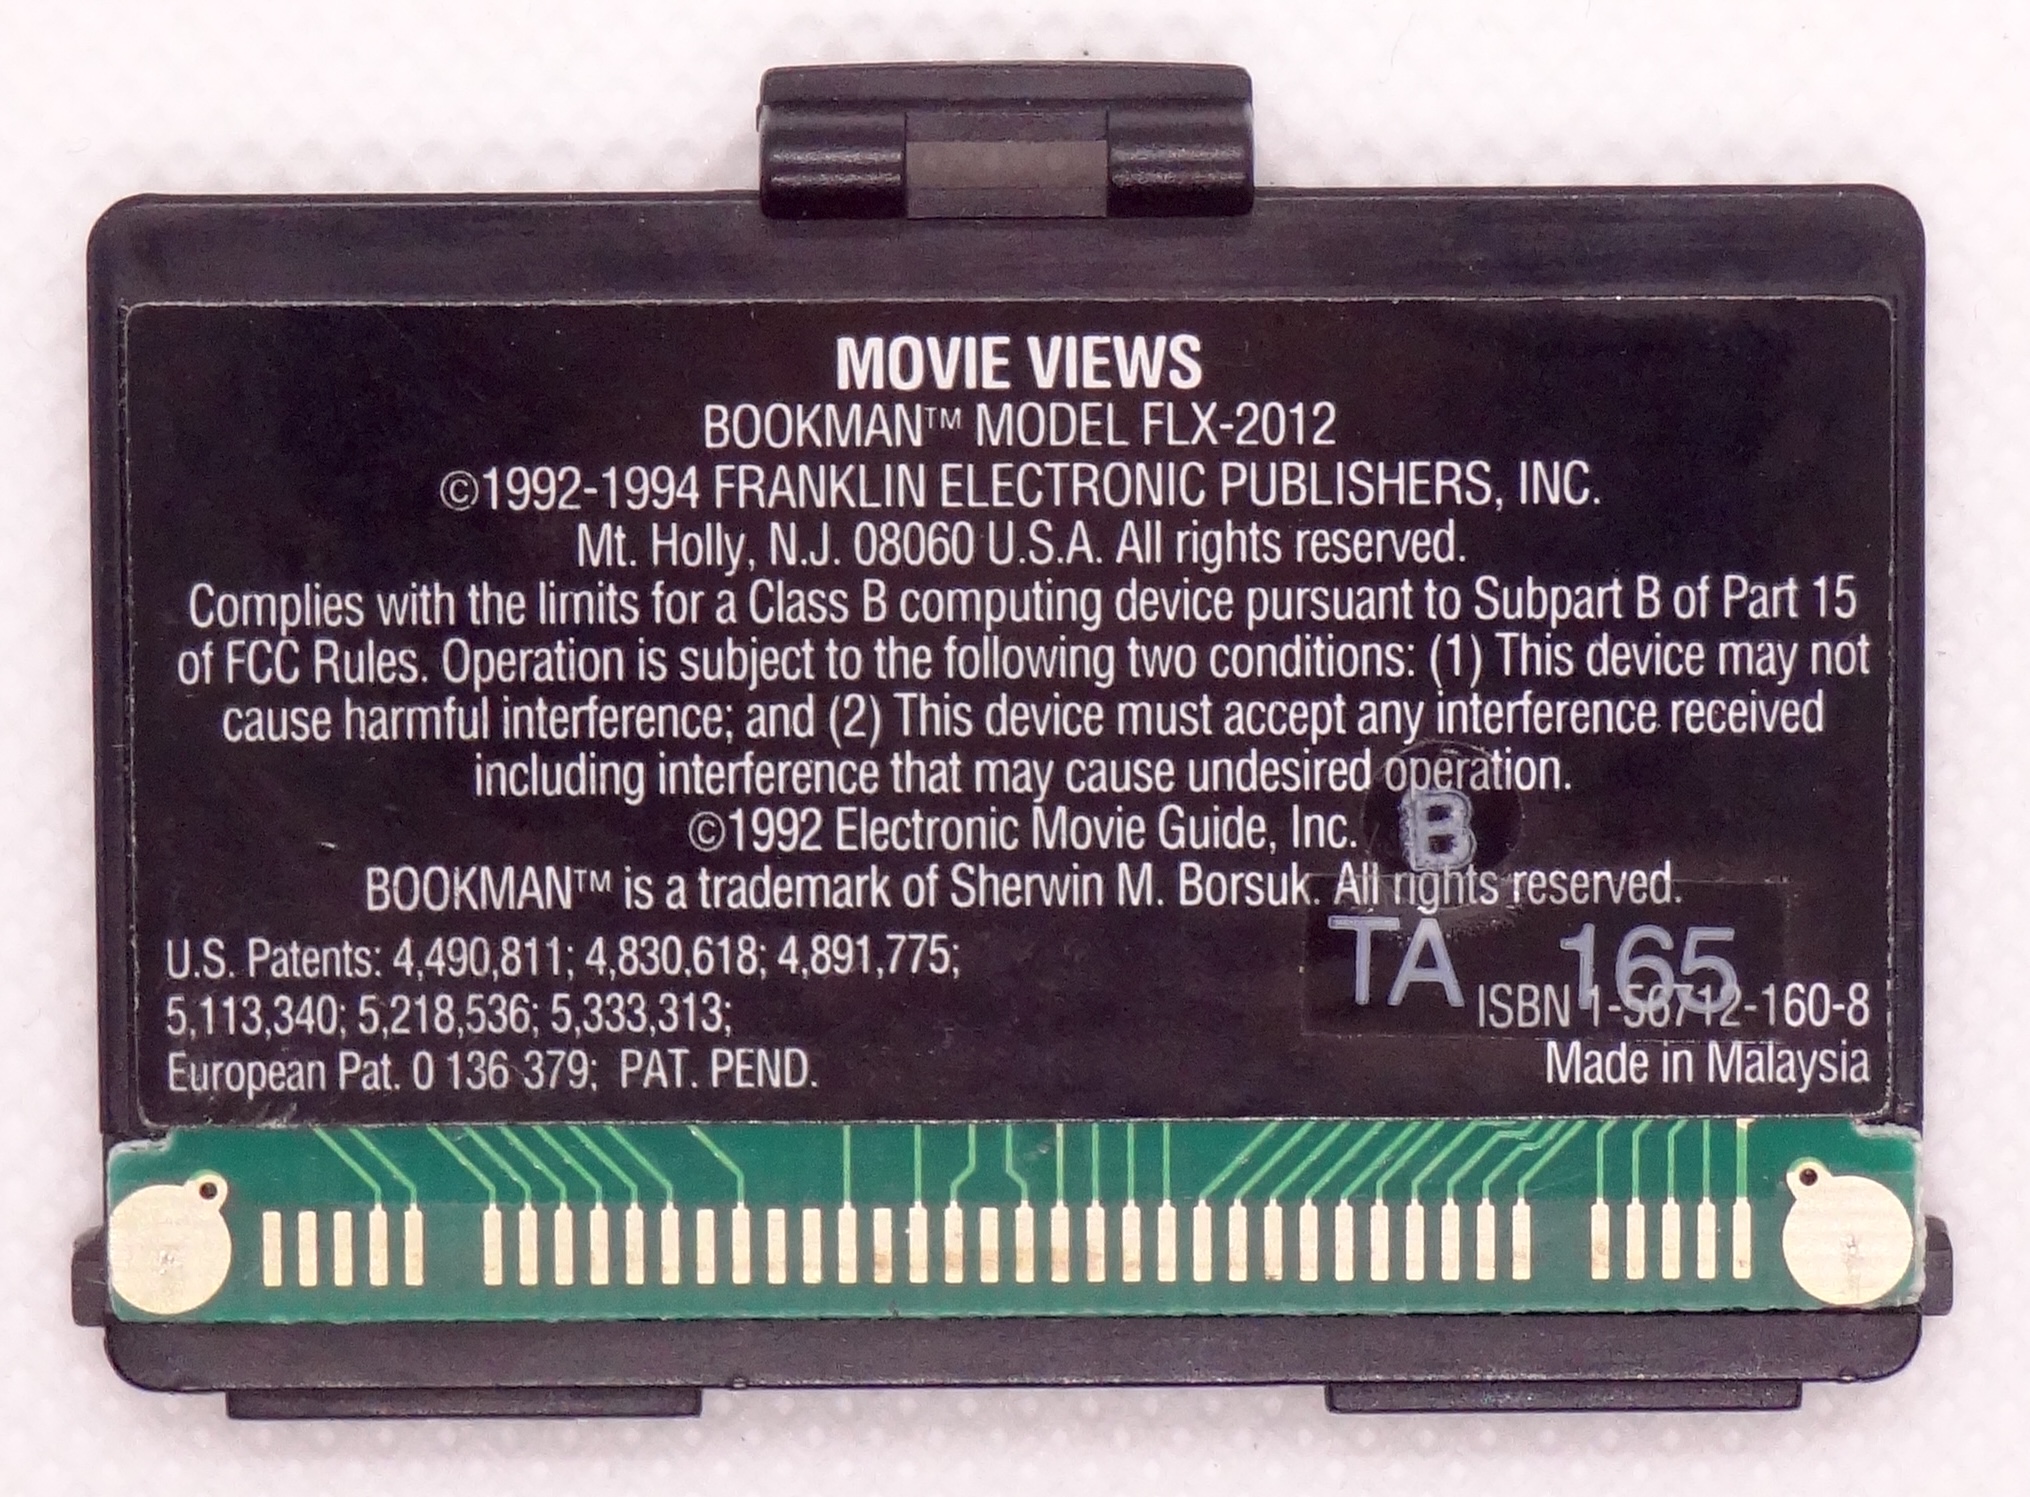 MOVIE VIEWS
BOOKMAN™ MODEL FLX-2012
©1992-1994 FRANKLIN ELECTRONIC PUBLISHERS, INC.
Mt. Holly, N.J. 08060 U.S.A. All rights reserved.
Complies with the limits for a Class B computing device pursuant to Subpart B of Part 15
of FCC Rules. Operation is subject to the following two conditions: (1) This device may not
cause harmful interference; and (2) This device must accept any interference received
including interference that may cause undesired operation.
©1992 Electronic Movie Guide, Inc.
B
BOOKMAN™ is a trademark of Sherwin M. Borsuk. All rights reserved.
U.S. Patents: 4,490,811; 4,830,618; 4,891,775;
5,113,340; 5,218,536; 5,333,313;
European Pat. 0 136 379; PAT. PEND.
TA 165
ISBN 1-56712-160-8
Made in Malaysia